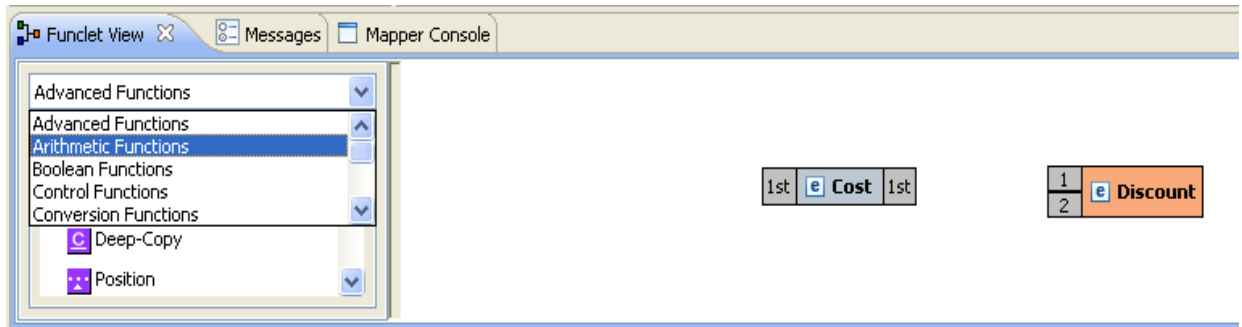 Funclet View Messages Mapper Console
Advanced Functions
Advanced Functions
Arithmetic Functions
Boolean Functions
Control Functions
Conversion Functions
Deep-Copy
Position
1st e Cost 1st
1 e Discount
2